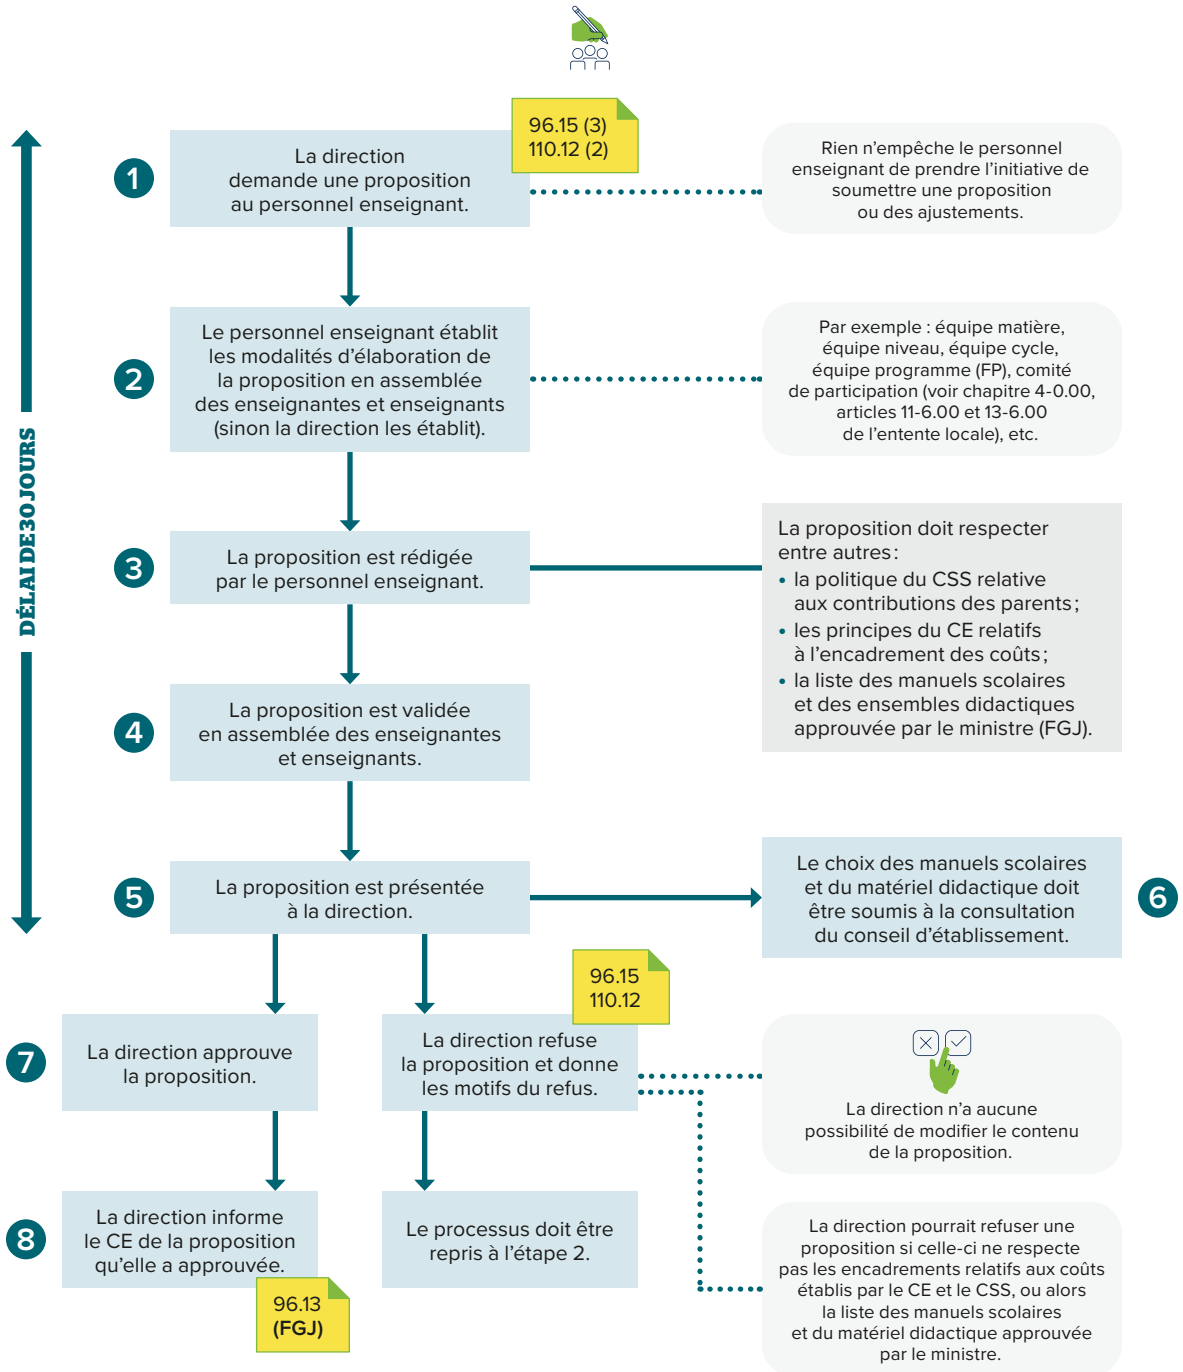 DÉLAI DE 30 JOURS
1
La direction
demande une proposition
au personnel enseignant.
96.15 (3)
110.12 (2)
Rien n’empêche le personnel
enseignant de prendre l’initiative de
soumettre une proposition
ou des ajustements.
2
Le personnel enseignant établit
les modalités d’élaboration de
la proposition en assemblée
des enseignantes et enseignants
(sinon la direction les établit).
Par exemple : équipe matière,
équipe niveau, équipe cycle,
équipe programme (FP), comité
de participation (voir chapitre 4-0.00,
articles 11-6.00 et 13-6.00
de l’entente locale), etc.
3
La proposition est rédigée
par le personnel enseignant.
La proposition doit respecter
entre autres :
• la politique du CSS relative
aux contributions des parents ;
• les principes du CE relatifs
à l’encadrement des coûts ;
• la liste des manuels scolaires
et des ensembles didactiques
approuvée par le ministre (FGJ).
4
La proposition est validée
en assemblée des enseignantes
et enseignants.
5
La proposition est présentée
à la direction.
Le choix des manuels scolaires
et du matériel didactique doit
être soumis à la consultation
du conseil d’établissement.
6
7
La direction approuve
la proposition.
La direction refuse
la proposition et donne
les motifs du refus.
96.15
110.12
La direction n’a aucune
possibilité de modifier le contenu
de la proposition.
8
La direction informe
le CE de la proposition
qu’elle a approuvée.
96.13
(FGJ)
Le processus doit être
repris à l’étape 2.
La direction pourrait refuser une
proposition si celle-ci ne respecte
pas les encadrements relatifs aux coûts
établis par le CE et le CSS, ou alors
la liste des manuels scolaires
et du matériel didactique approuvée
par le ministre.